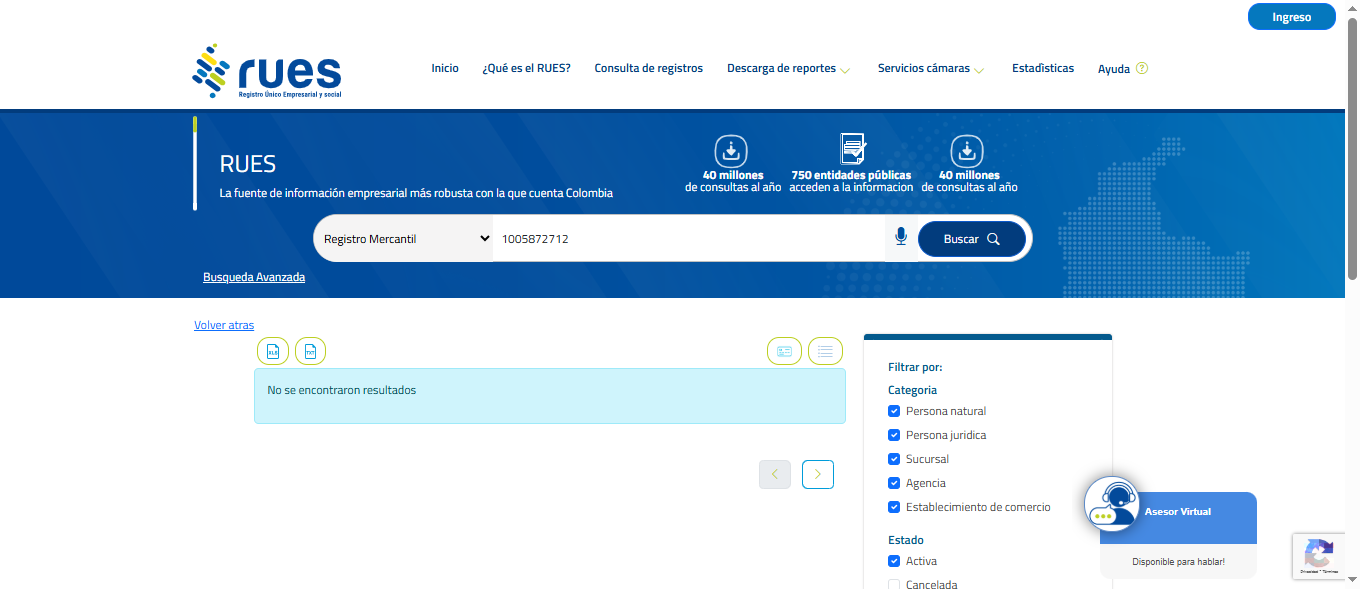 Ingreso
rues
Registro Único Empresarial y social
Inicio
¿Qué es el RUES?
Consulta de registros
Descarga de reportes
Servicios cámaras
Estadísticas
Ayuda ?
RUES
La fuente de información empresarial más robusta con la que cuenta Colombia
40 millones
de consultas al año
750 entidades públicas
acceden a la informacion
40 millones
de consultas al año
Registro Mercantil
1005872712
Buscar
Busqueda Avanzada
Volver atras
XLS
TXT
No se encontraron resultados
Filtrar por:
Categoria
Persona natural
Persona juridica
Sucursal
Agencia
Establecimiento de comercio
Estado
Activa
Cancelada
Asesor Virtual
Disponible para hablar!
Privacidad - Términos